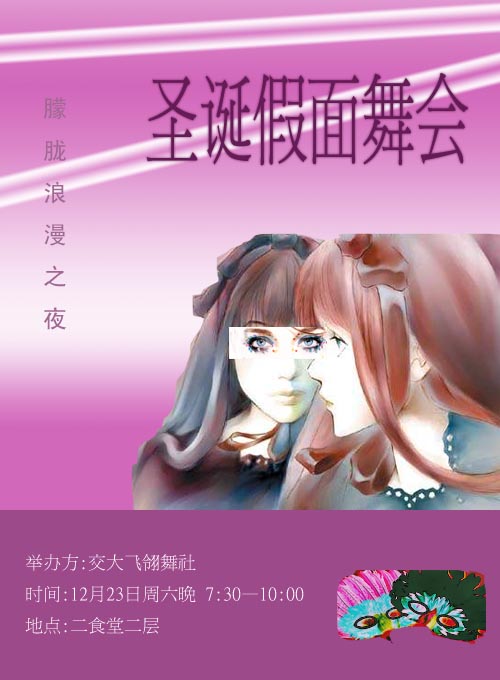 圣诞假面舞会
朦胧浪漫之夜
举办方:交大飞翎舞社
时间:12月23日周六晚 7:30—10:00
地点:二食堂二层